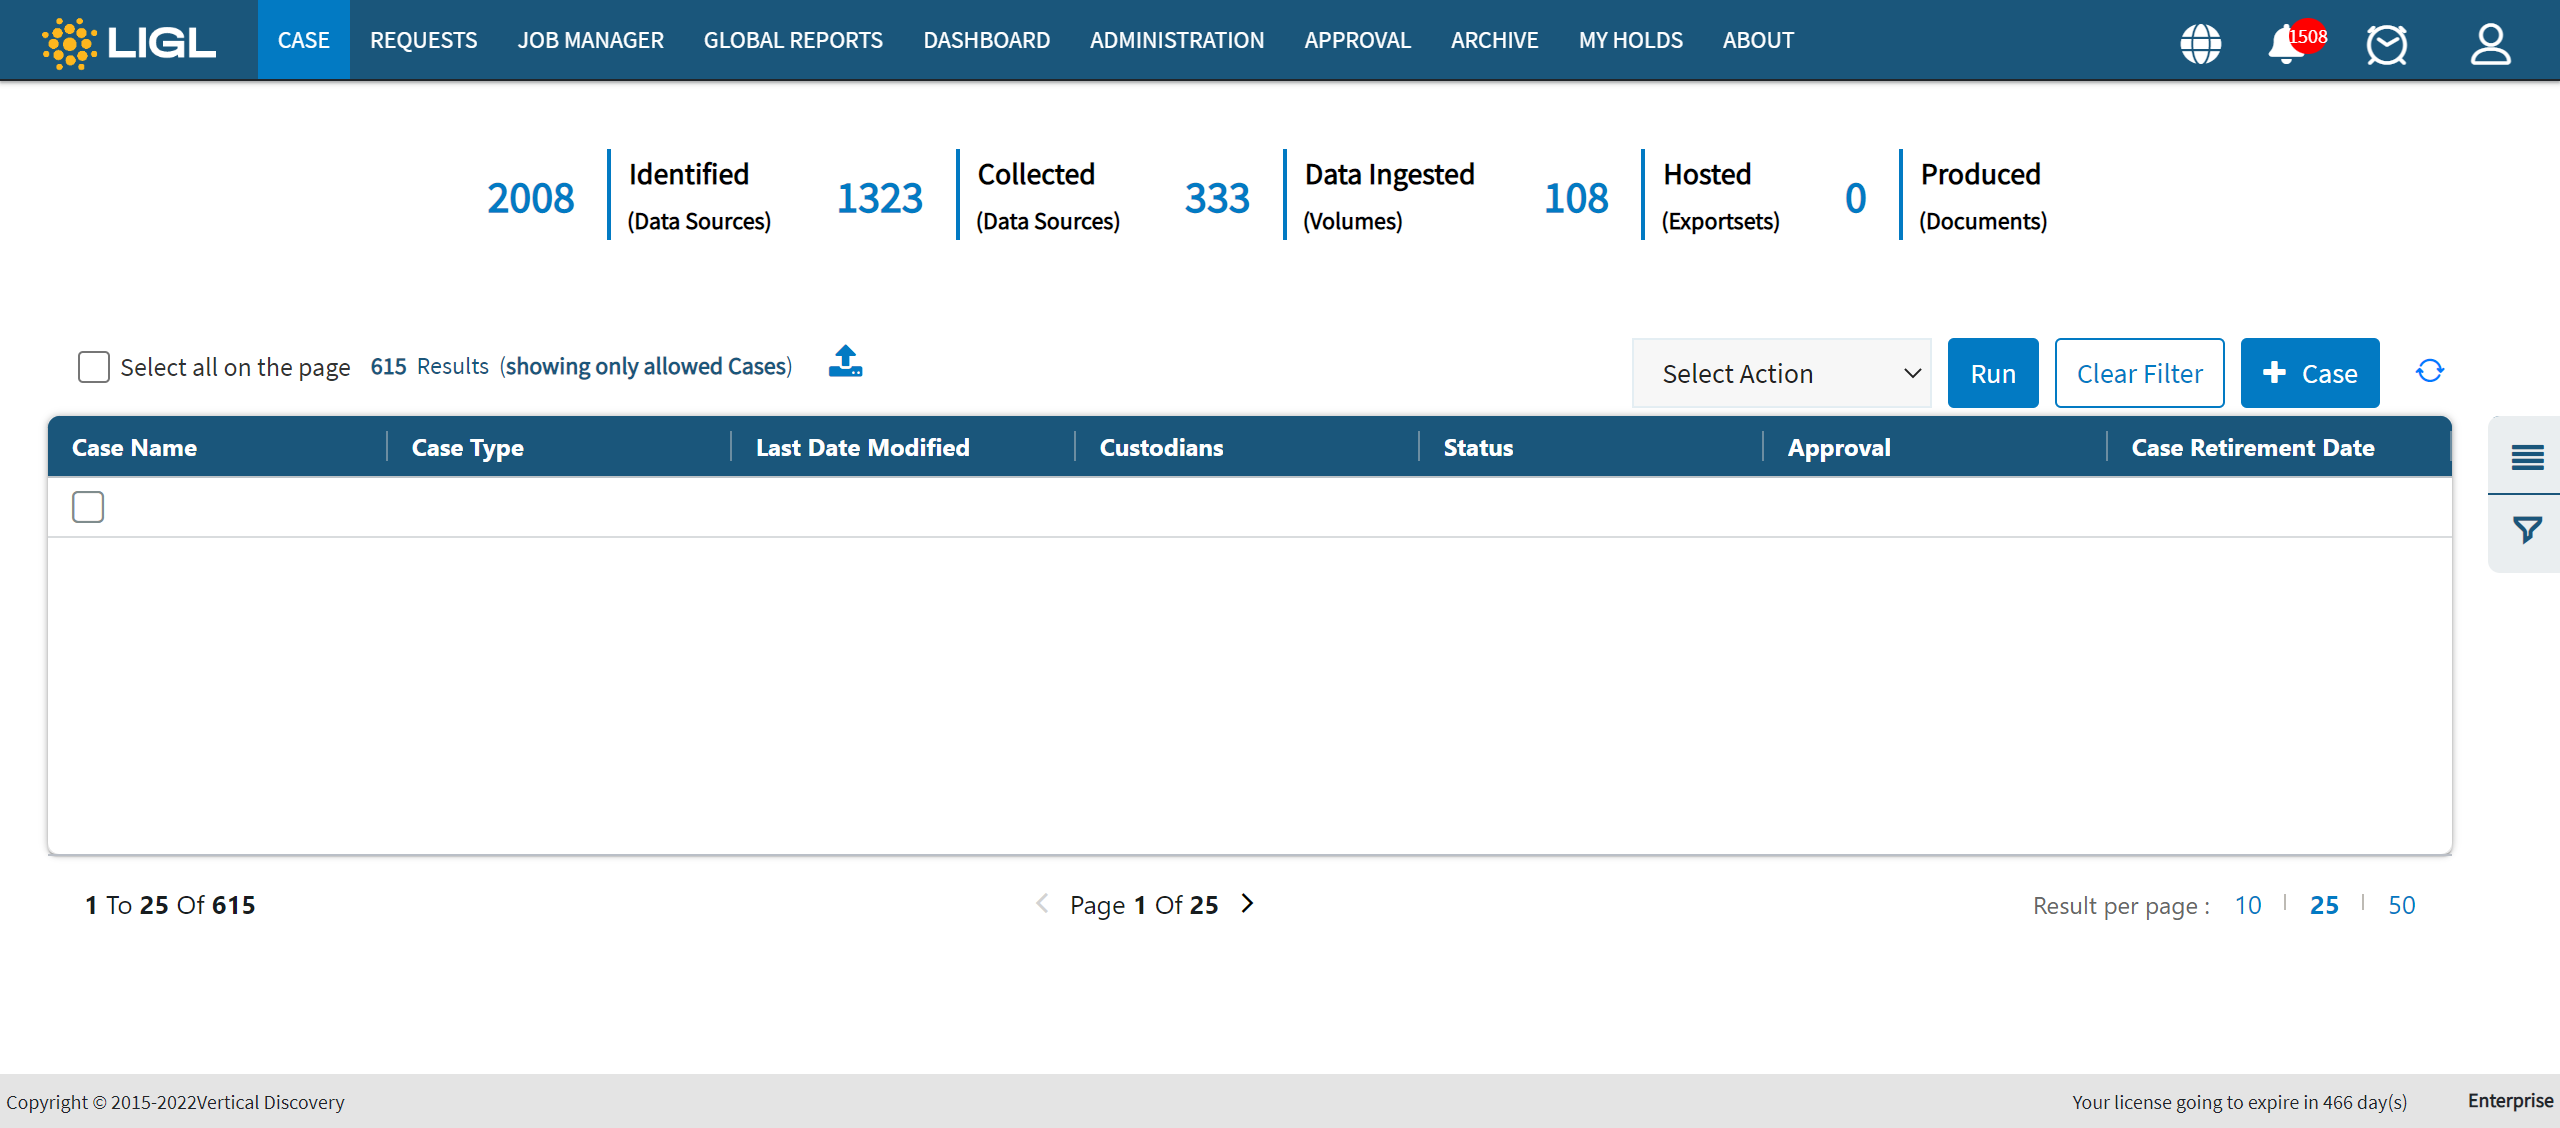 LIGL CASE REQUESTS JOB MANAGER GLOBAL REPORTS DASHBOARD ADMINISTRATION APPROVAL ARCHIVE MY HOLDS ABOUT 1508
2008 Identified 1323 Collected 333 Data Ingested 108 Hosted 0 Produced
(Data Sources) (Data Sources) (Volumes) (Exportsets) (Documents)
Select all on the page 615 Results (showing only allowed Cases) Select Action Run Clear Filter + Case
Case Name Case Type Last Date Modified Custodians Status Approval Case Retirement Date
1 To 25 Of 615 Page 1 Of 25 Result per page : 10 25 50
Copyright © 2015-2022Vertical Discovery Your license going to expire in 466 day(s) Enterprise